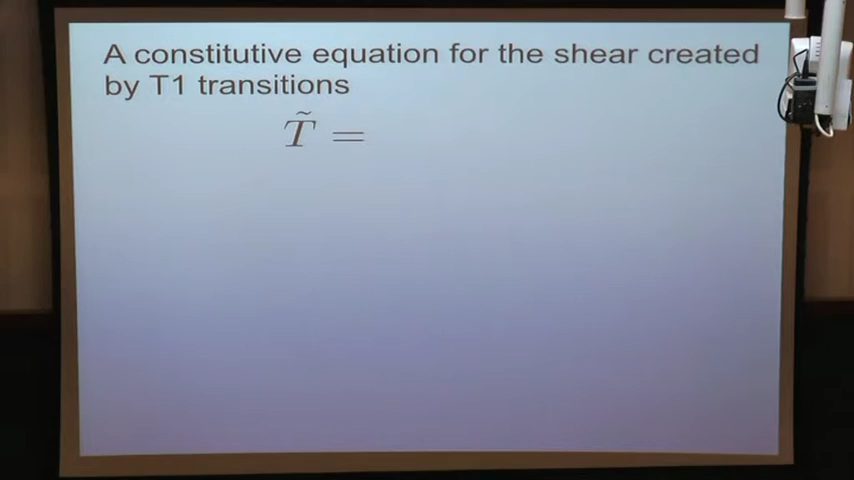 A constitutive equation for the shear created
by T1 transitions
T̃ =